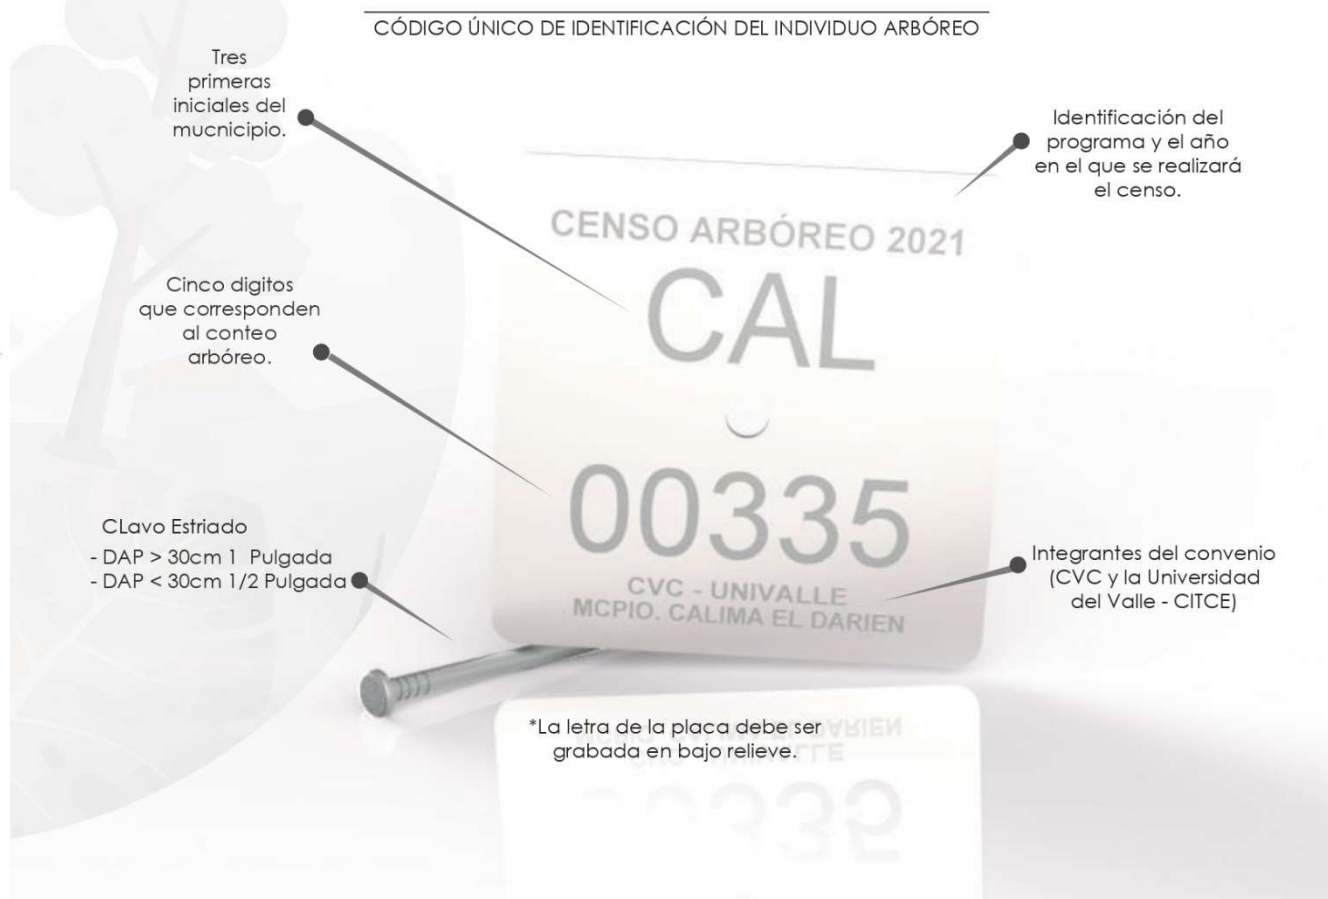 CÓDIGO ÚNICO DE IDENTIFICACIÓN DEL INDIVIDUO ARBÓREO
Tres
primeras
iniciales del
mucnicipio.
Identificación del
programa y el año
en el que se realizará
el censo.
CENSO ARBÓREO 2021
CAL
Cinco digitos
que corresponden
al conteo
arbóreo.
00335
CLavo Estriado
- DAP > 30cm 1 Pulgada
- DAP < 30cm 1/2 Pulgada
Integrantes del convenio
(CVC y la Universidad
del Valle - CITCE)
CVC - UNIVALLE
MCPIO. CALIMA EL DARIEN
*La letra de la placa debe ser
grabada en bajo relieve.